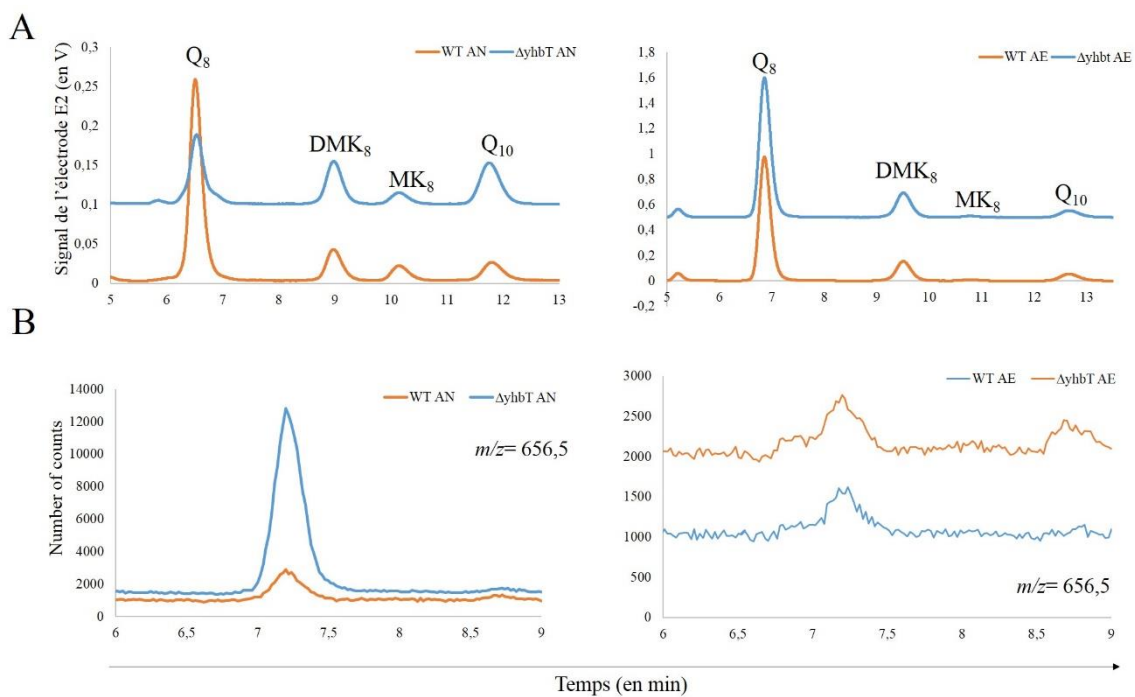 A
Signal de l'électrode E2 (en V)
WT AN ΔyhbT AN
0,3
0,25
0,2
0,15
0,1
0,05
0
Q8
DMK8
MK8
Q10
5 6 7 8 9 10 11 12 13
WT AE Δyhbt AE
1,8
1,6
1,4
1,2
1
0,8
0,6
0,4
0,2
0
-0,2
Q8
DMK8
MK8
Q10
5 6 7 8 9 10 11 12 13
B
Number of counts
14000
12000
10000
8000
6000
4000
2000
0
WT AN ΔyhbT AN
m/z= 656,5
6 6,5 7 7,5 8 8,5 9
3000
2500
2000
1500
1000
500
0
WT AE ΔyhbT AE
m/z= 656,5
6 6,5 7 7,5 8 8,5 9
Temps (en min)